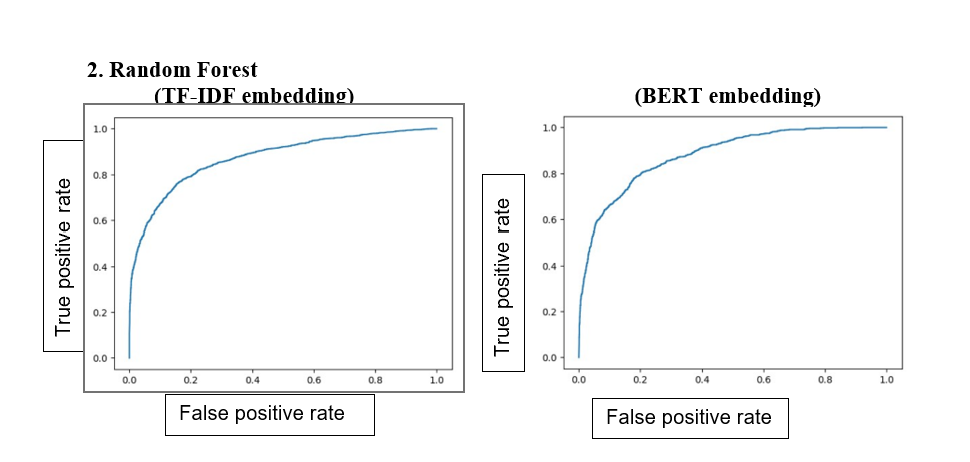 2. Random Forest
(TF-IDF embedding)
(BERT embedding)
True positive rate
1.0
0.8
0.6
0.4
0.2
0.0
0.0 0.2 0.4 0.6 0.8 1.0
False positive rate
True positive rate
1.0
0.8
0.6
0.4
0.2
0.0
0.0 0.2 0.4 0.6 0.8 1.0
False positive rate